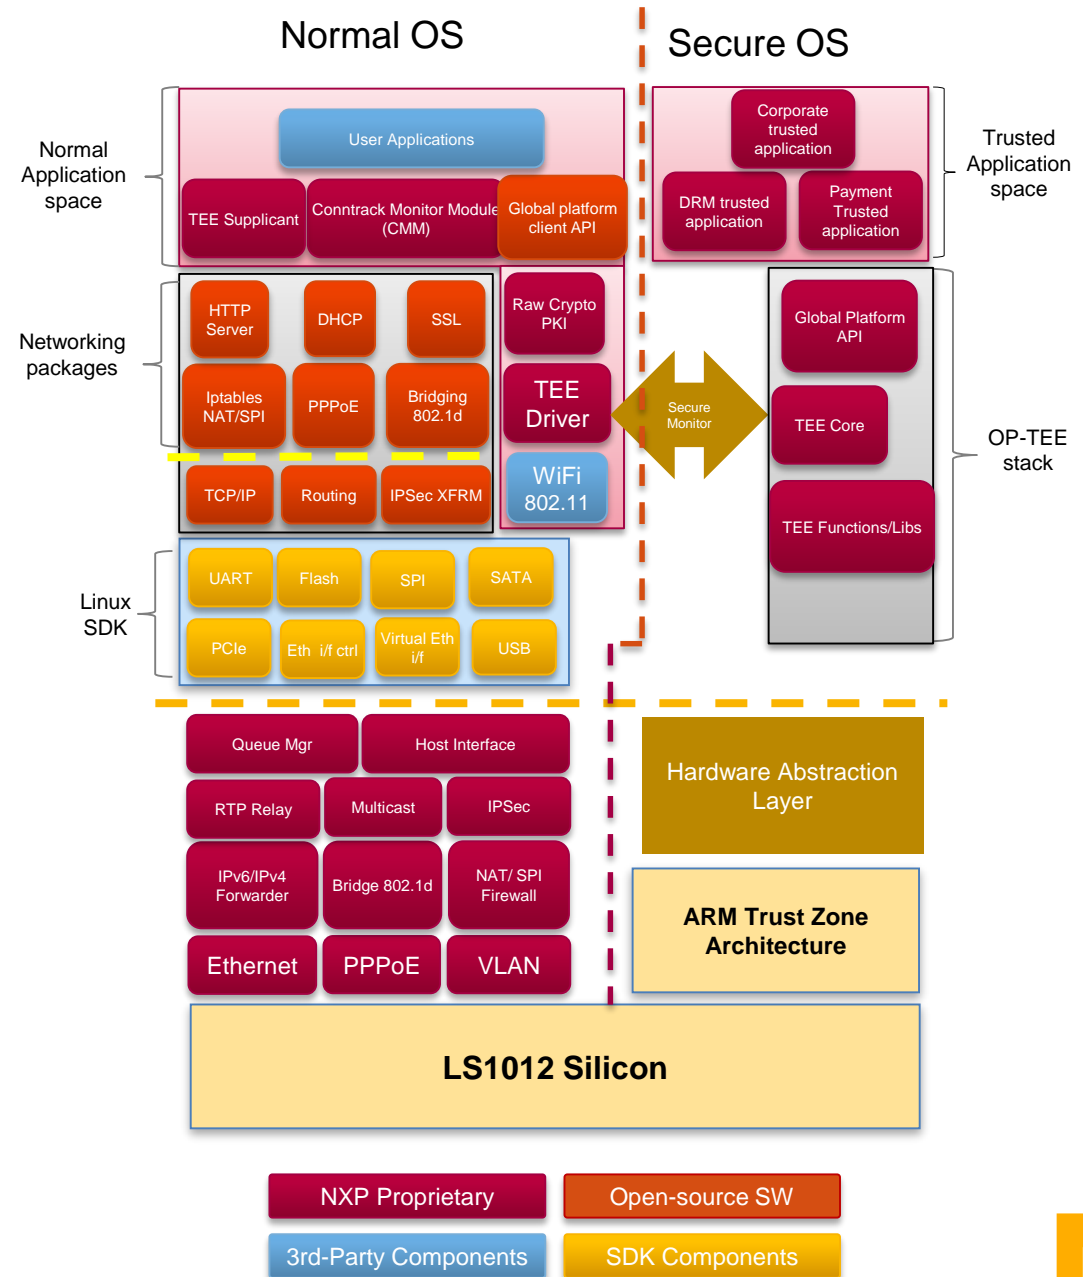 Normal OS
Secure OS
Normal
Application
space
User Applications
TEE Supplicant
Conntrack Monitor Module
(CMM)
Global platform
client API
Corporate
trusted
application
DRM trusted
application
Payment
Trusted
application
Trusted
Application
space
Networking
packages
HTTP
Server
DHCP
SSL
Iptables
NAT/SPI
PPPoE
Bridging
802.1d
TCP/IP
Routing
IPSec XFRM
Raw Crypto
PKI
TEE
Driver
WiFi
802.11
Secure
Monitor
Global Platform
API
TEE Core
TEE Functions/Libs
OP-TEE
stack
Linux
SDK
UART
Flash
SPI
SATA
PCIe
Eth i/f ctrl
Virtual Eth
i/f
USB
Queue Mgr
Host Interface
RTP Relay
Multicast
IPSec
IPv6/IPv4
Forwarder
Bridge 802.1d
NAT/ SPI
Firewall
Ethernet
PPPoE
VLAN
Hardware Abstraction
Layer
ARM Trust Zone
Architecture
LS1012 Silicon
NXP Proprietary
Open-source SW
3rd-Party Components
SDK Components